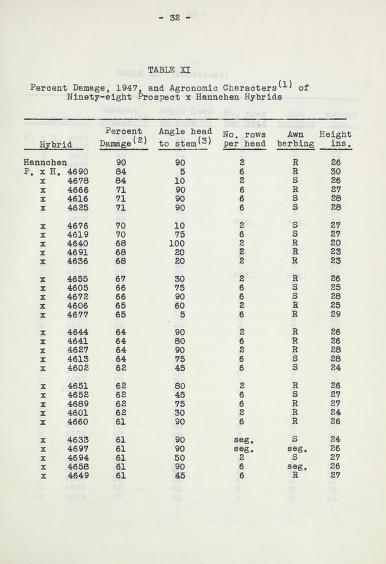 - 32 -
TABLE XI
Percent Damage, 1947, and Agronomic Characters(1) of
Ninety-eight Prospect x Hannchen Hybrids
Hybrid Percent Damage(2) Angle head to stem(3) No. rows per head Awn berbing Height ins.
Hannchen 90 90 2 R 26
P. x H. 4690 84 5 6 R 30
x 4678 84 10 2 S 26
x 4666 71 90 6 R 27
x 4616 71 90 6 S 28
x 4625 71 90 6 S 28
x 4676 70 10 2 S 27
x 4619 70 75 6 S 27
x 4640 68 100 2 R 20
x 4691 68 20 2 R 23
x 4636 68 20 2 R 23
x 4655 67 30 2 R 26
x 4605 66 75 6 S 25
x 4672 66 90 6 S 28
x 4606 65 60 2 R 25
x 4677 65 5 6 R 29
x 4644 64 90 2 R 26
x 4641 64 80 6 R 26
x 4627 64 90 2 R 28
x 4613 64 75 6 S 28
x 4602 62 45 6 S 24
x 4651 62 80 2 R 26
x 4652 62 45 6 S 27
x 4689 62 75 6 R 27
x 4601 62 30 2 R 24
x 4660 61 90 6 R 26
x 4633 61 90 seg. S 24
x 4697 61 90 seg. seg. 26
x 4694 61 50 2 S 27
x 4658 61 90 6 seg. 26
x 4649 61 45 6 R 27